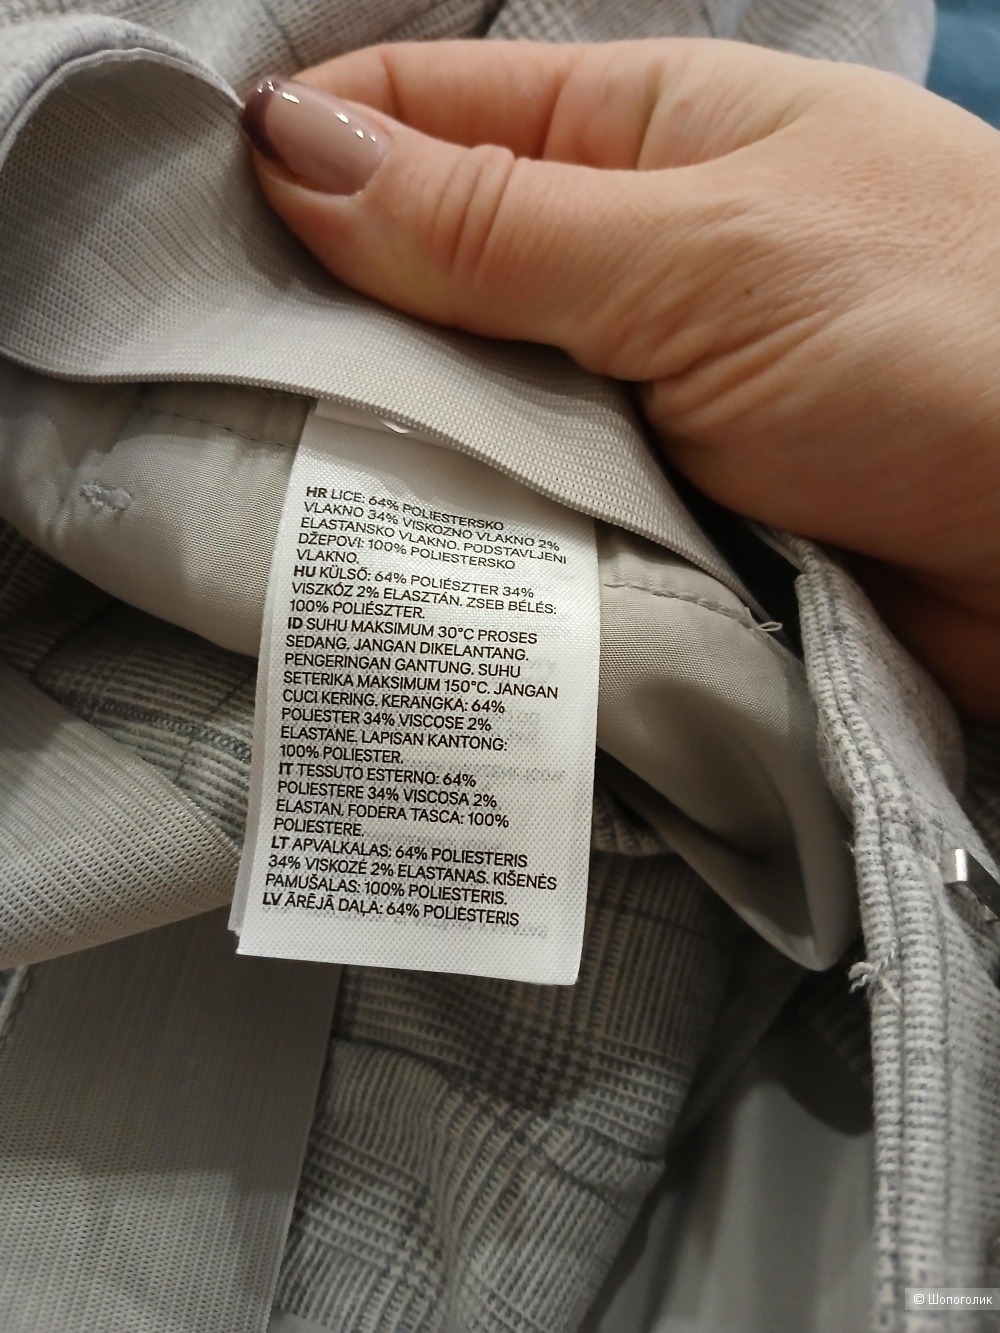 HR LICE: 64% POLIESTERSKO
VLAKNO 34% VISKOZNO VLAKNO 2%
ELASTANSKO VLAKNO. PODSTAVLJENI
DŽEPOVI: 100% POLIESTERSKO
VLAKNO.
HU KÜLSŐ: 64% POLIÉSZTER 34%
VISZKÓZ 2% ELASZTÁN. ZSEB BÉLÉS:
100% POLIÉSZTER.
ID SUHU MAKSIMUM 30°C PROSES
SEDANG. JANGAN DIKELANTANG.
PENGERINGAN GANTUNG. SUHU
SETERIKA MAKSIMUM 150°C. JANGAN
CUCI KERING. KERANGKA: 64%
POLIESTER 34% VISCOSE 2%
ELASTANE. LAPISAN KANTONG:
100% POLIESTER.
IT TESSUTO ESTERNO: 64%
POLIESTERE 34% VISCOSA 2%
ELASTAN. FODERA TASCA: 100%
POLIESTERE.
LT APVALKALAS: 64% POLIESTERIS
34% VISKOZĖ 2% ELASTANAS. KIŠENĖS
PAMUŠALAS: 100% POLIESTERIS.
LV ĀRĒJĀ DAĻA: 64% POLIESTERIS
© Шопоголик